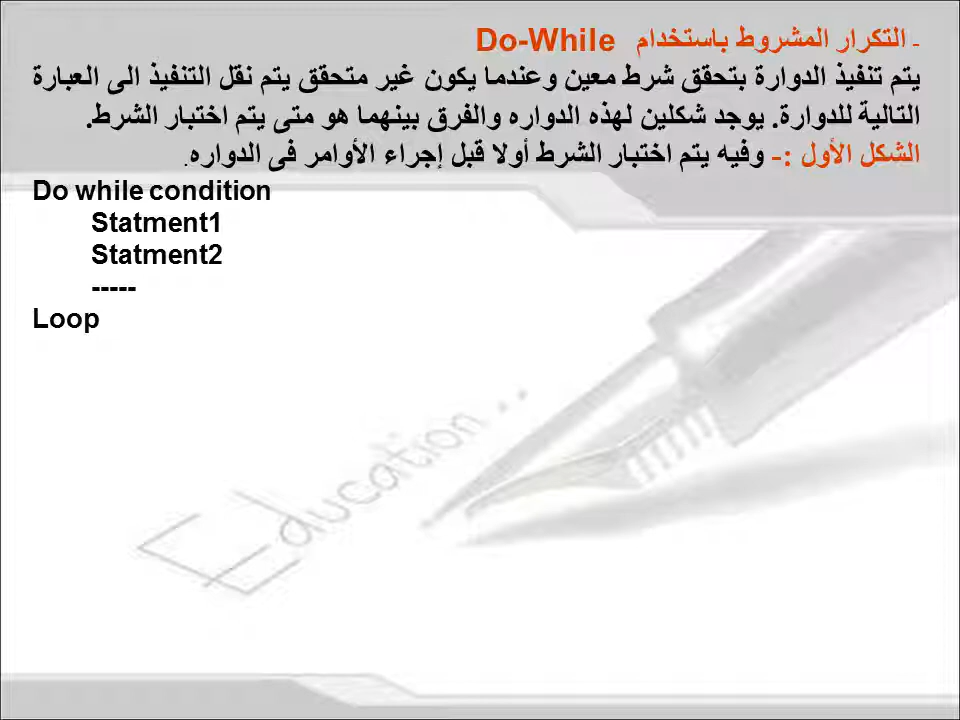 - التكرار المشروط باستخدام Do-While
يتم تنفيذ الدوارة بتحقق شرط معين وعندما يكون غير متحقق يتم نقل التنفيذ الى العبارة
التالية للدوارة. يوجد شكلين لهذه الدواره والفرق بينهما هو متى يتم اختبار الشرط.
الشكل الأول :- وفيه يتم اختبار الشرط أولا قبل إجراء الأوامر فى الدواره.
Do while condition
Statment1
Statment2
-----
Loop
Education ..